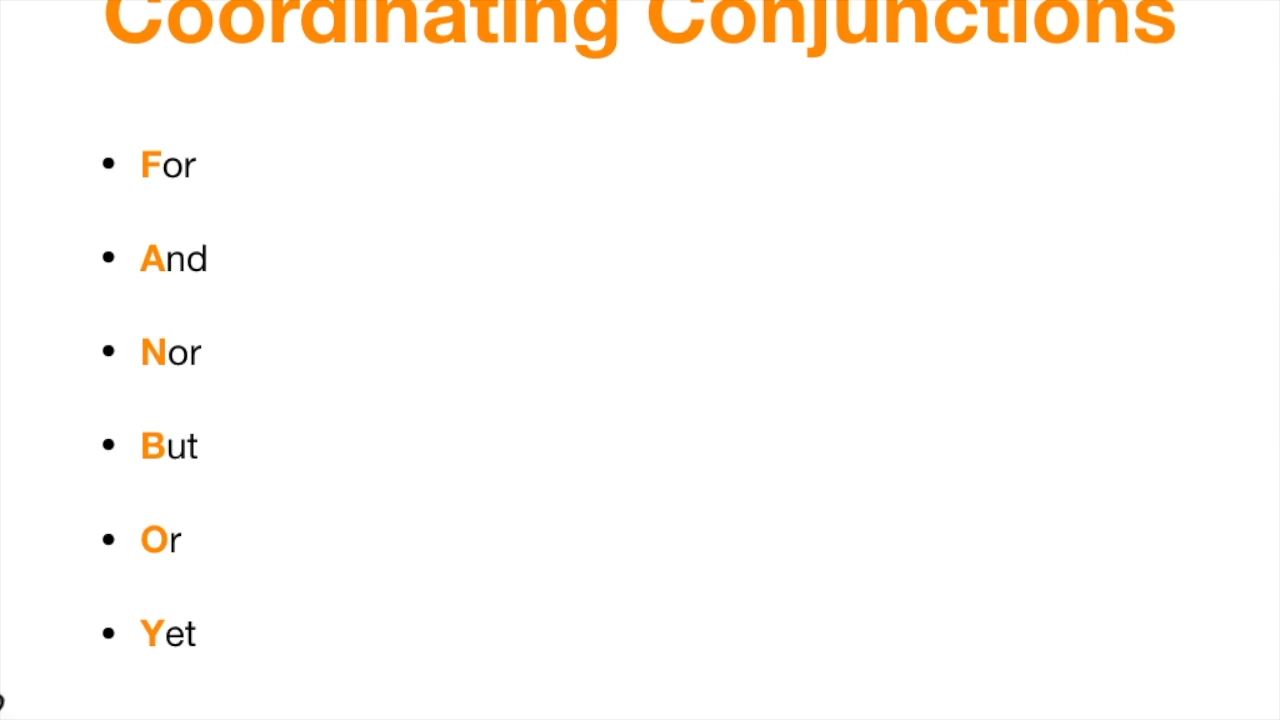 Coordinating Conjunctions
• For
• And
• Nor
• But
• Or
• Yet